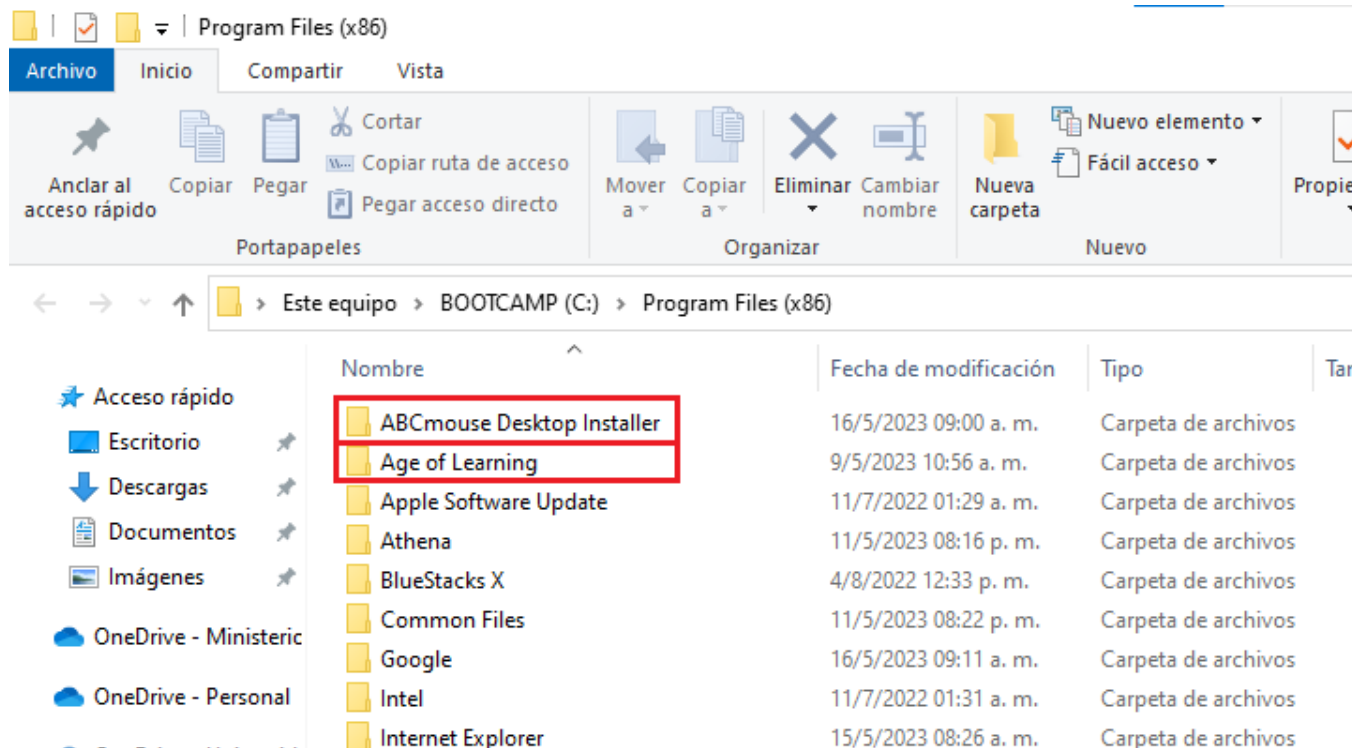 Program Files (x86)
Archivo Inicio Compartir Vista
Anclar al acceso rápido
Copiar
Pegar
Cortar
Copiar ruta de acceso
Pegar acceso directo
Mover a
Copiar a
Eliminar
Cambiar nombre
Nueva carpeta
Nuevo elemento
Fácil acceso
Portapapeles Organizar Nuevo
Este equipo > BOOTCAMP (C:) > Program Files (x86)
Acceso rápido
Escritorio
Descargas
Documentos
Imágenes
OneDrive - Personal
Nombre Fecha de modificación Tipo
ABCmouse Desktop Installer 16/5/2023 09:00 a. m. Carpeta de archivos
Age of Learning 9/5/2023 10:56 a. m. Carpeta de archivos
Apple Software Update 11/7/2022 01:29 a. m. Carpeta de archivos
Athena 11/5/2023 08:16 p. m. Carpeta de archivos
BlueStacks X 4/8/2022 12:33 p. m. Carpeta de archivos
Common Files 11/5/2023 08:22 p. m. Carpeta de archivos
Google 16/5/2023 09:11 a. m. Carpeta de archivos
Intel 11/7/2022 01:31 a. m. Carpeta de archivos
Internet Explorer 15/5/2023 08:26 a. m. Carpeta de archivos